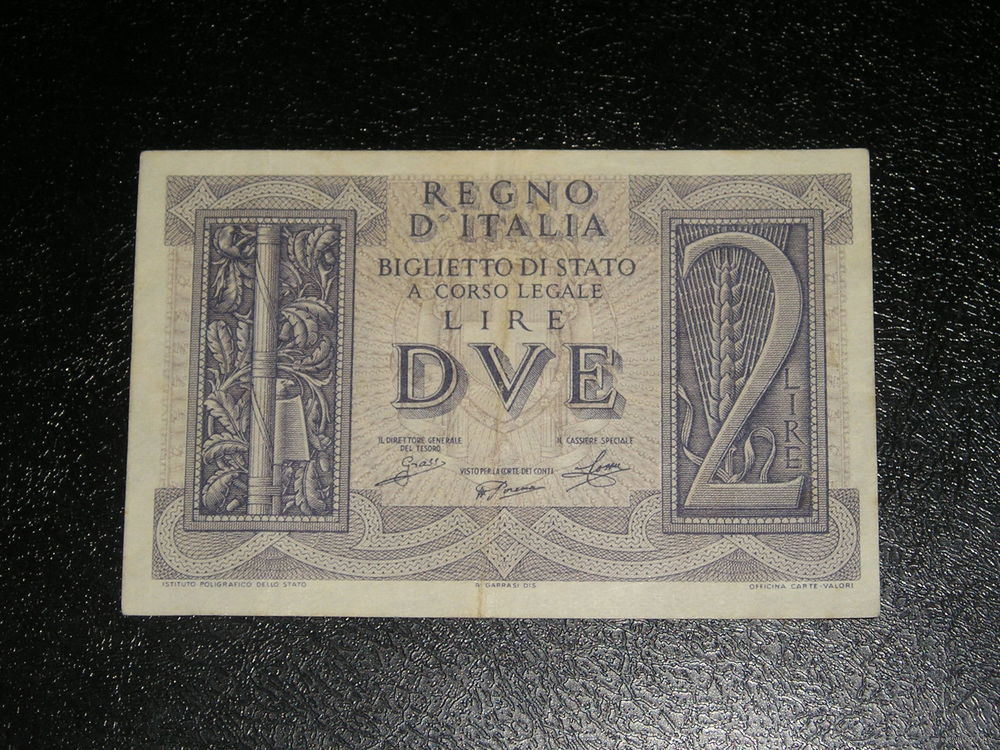 REGNO
D'ITALIA
BIGLIETTO DI STATO
A CORSO LEGALE
LIRE
DVE
2
LIRE
IL DIRETTORE GENERALE
DEL TESORO
Grassi
IL CASSIERE SPECIALE
VISTO PER LA CORTE DEI CONTI
ISTITUTO POLIGRAFICO DELLO STATO
R. GARRASI DIS.
OFFICINA CARTE-VALORI